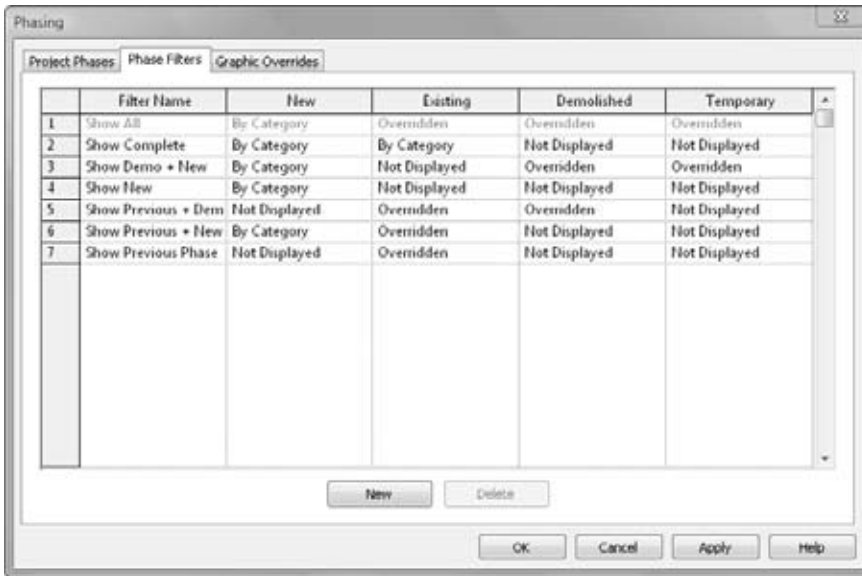 Phasing
Project Phases Phase Filters Graphic Overrides
Filter Name New Existing Demolished Temporary
1 Show All By Category Overridden Overridden Overridden
2 Show Complete By Category By Category Not Displayed Not Displayed
3 Show Demo + New By Category Not Displayed Overridden Overridden
4 Show New By Category Not Displayed Not Displayed Not Displayed
5 Show Previous + Dem Not Displayed Overridden Overridden Not Displayed
6 Show Previous + New By Category Overridden Not Displayed Not Displayed
7 Show Previous Phase Not Displayed Overridden Not Displayed Not Displayed
New Delete
OK Cancel Apply Help